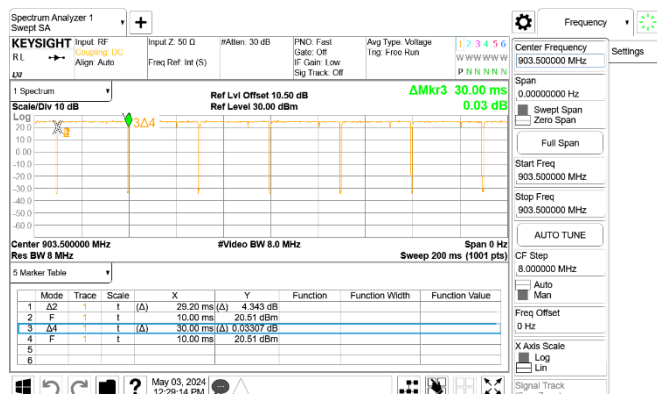 Spectrum Analyzer 1
Swept SA
Frequency
KEYSIGHT
RL
LXI
Input: RF
Coupling: DC
Align: Auto
Input Z: 50 Ω
Freq Ref: Int (S)
#Atten: 30 dB
PNO: Fast
Gate: Off
IF Gain: Low
Sig Track: Off
Avg Type: Voltage
Trig: Free Run
1 2 3 4 5 6
W W W W W W
P N N N N N
1 Spectrum
Scale/Div 10 dB
Ref Lvl Offset 10.50 dB
Ref Level 30.00 dBm
ΔMkr3 30.00 ms
0.03 dB
Log
20.0
10.0
0.00
-10.0
-20.0
-30.0
-40.0
-50.0
-60.0
3Δ4
Center 903.500000 MHz
Res BW 8 MHz
#Video BW 8.0 MHz
Span 0 Hz
Sweep 200 ms (1001 pts)
5 Marker Table
Mode Trace Scale X Y Function Function Width Function Value
1 Δ2 1 t (Δ) 29.20 ms (Δ) 4.343 dB
2 F 1 t 10.00 ms 20.51 dBm
3 Δ4 1 t (Δ) 30.00 ms (Δ) 0.03307 dB
4 F 1 t 10.00 ms 20.51 dBm
5
6
May 03, 2024
12:29:14 PM
Center Frequency
903.500000 MHz
Settings
Span
0.00000000 Hz
Swept Span
Zero Span
Full Span
Start Freq
903.500000 MHz
Stop Freq
903.500000 MHz
AUTO TUNE
CF Step
8.000000 MHz
Auto
Man
Freq Offset
0 Hz
X Axis Scale
Log
Lin
Signal Track